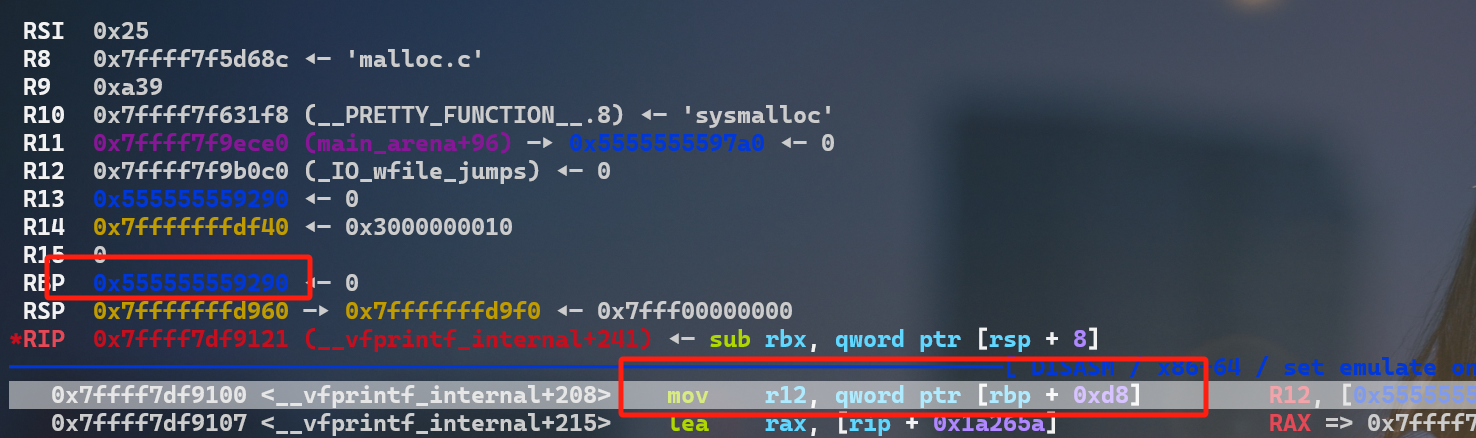 RSI 0x25
R8 0x7ffff7f5d68c ◂— 'malloc.c'
R9 0xa39
R10 0x7ffff7f631f8 (__PRETTY_FUNCTION__.8) ◂— 'sysmalloc'
R11 0x7ffff7f9ece0 (main_arena+96) —▸ 0x5555555597a0 ◂— 0
R12 0x7ffff7f9b0c0 (_IO_wfile_jumps) ◂— 0
R13 0x555555559290 ◂— 0
R14 0x7fffffffdf40 ◂— 0x3000000010
R15 0
RBP 0x555555559290 ◂— 0
RSP 0x7fffffffd960 —▸ 0x7fffffffd9f0 ◂— 0x7fff00000000
*RIP 0x7ffff7df9121 (__vfprintf_internal+241) ◂— sub rbx, qword ptr [rsp + 8]
[ DISASM / x86-64 / set emulate on
0x7ffff7df9100 <__vfprintf_internal+208> mov r12, qword ptr [rbp + 0xd8] R12, [0x5555555
0x7ffff7df9107 <__vfprintf_internal+215> lea rax, [rip + 0x1a265a] RAX => 0x7ffff7